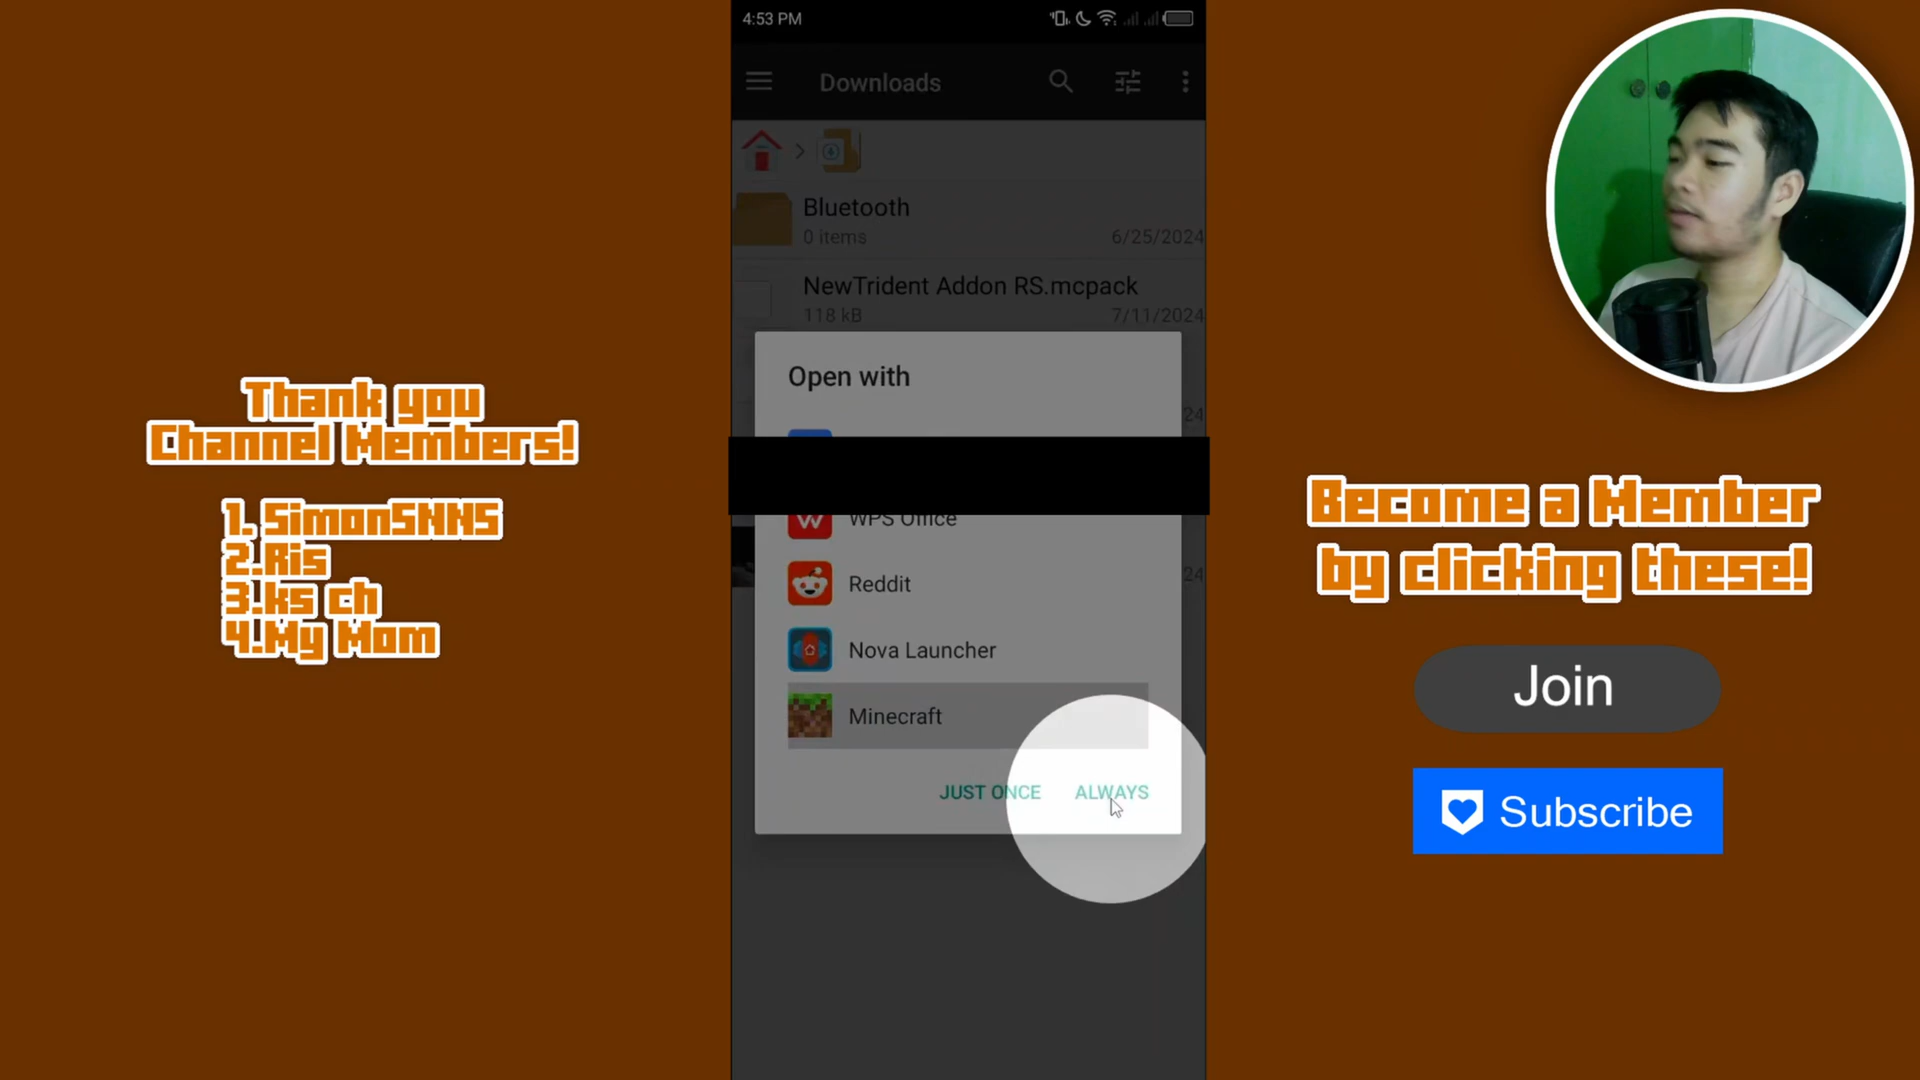 4:53 PM
Downloads
Bluetooth
0 items
6/25/2024
NewTrident Addon RS.mcpack
118 kB
7/11/2024
Open with
24
WPS Office
Reddit
24
Nova Launcher
Minecraft
JUST ONCE
ALWAYS
Thank you
Channel Members!
1. SimonSNNS
2.Ris
3.ks ch
4.My Mom
Become a Member
by clicking these!
Join
Subscribe